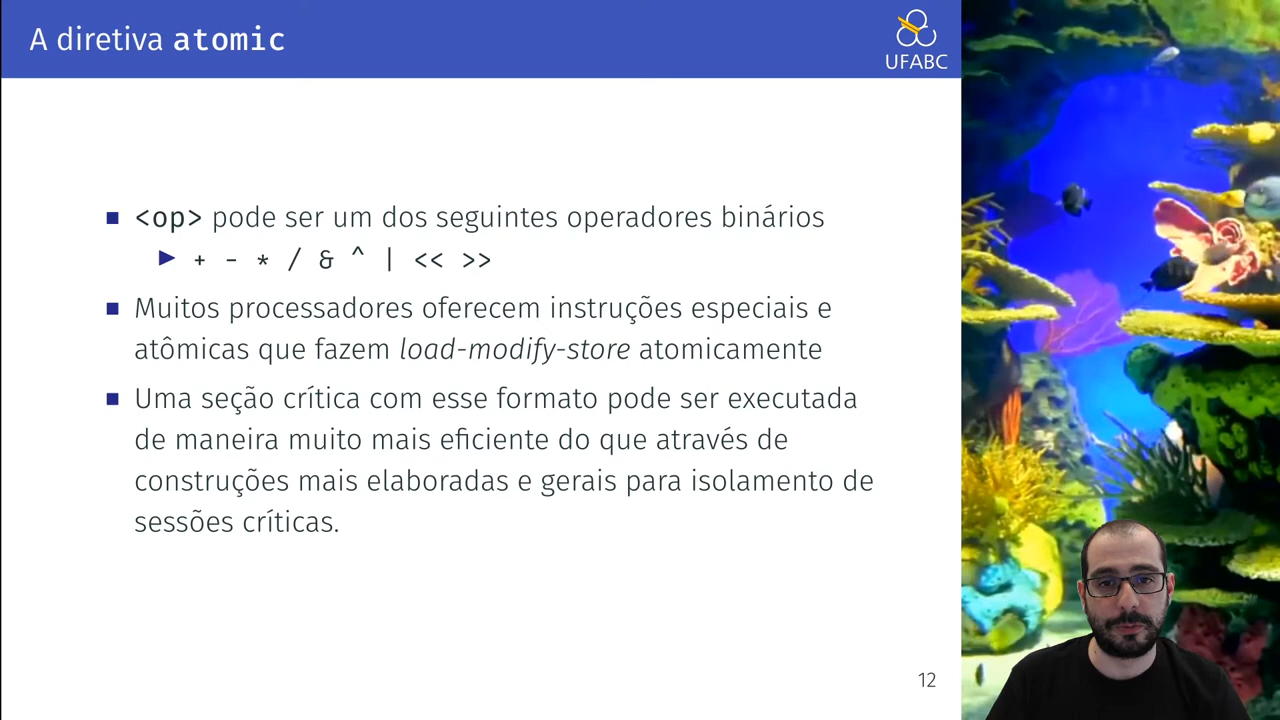 A diretiva atomic
UFABC
<op> pode ser um dos seguintes operadores binários
+ - * / & ^ | << >>
Muitos processadores oferecem instruções especiais e
atômicas que fazem load-modify-store atomicamente
Uma seção crítica com esse formato pode ser executada
de maneira muito mais eficiente do que através de
construções mais elaboradas e gerais para isolamento de
sessões críticas.
12